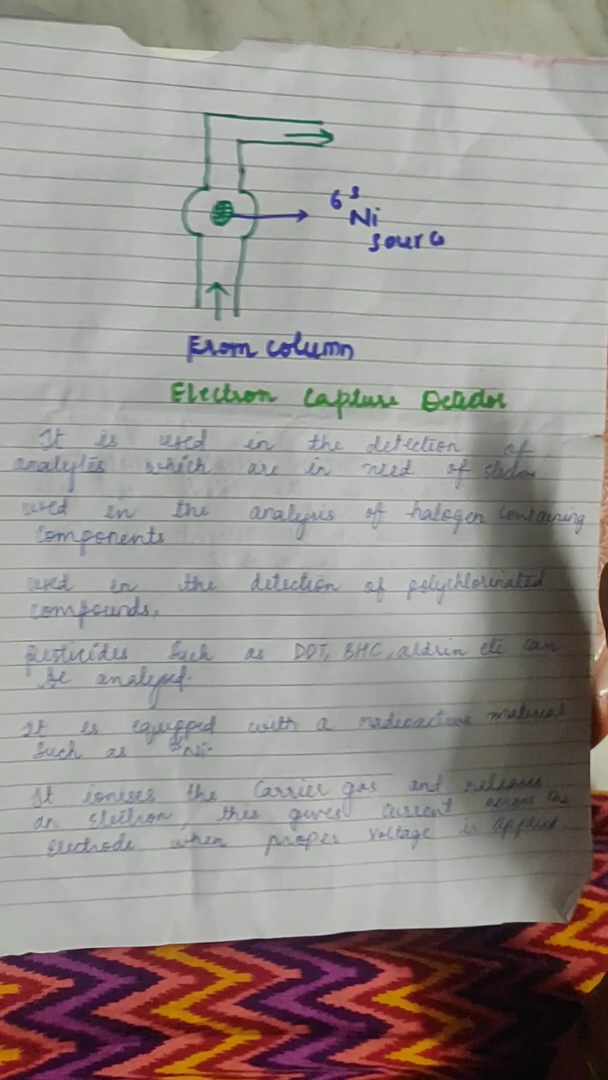 63
Ni
source
From column
Electron Capture Detector
It is used in the detection of
analytes which are in need of
used in the analysis of halogen containing
components
used in the detection of polychlorinated
compounds,
pesticides such as DDT, BHC, aldrin etc can
be analysed.
It is equipped with a radioactive material
such as Ni.
It ionises the carrier gas and releases
an electron, this gives current across the
electrode when proper voltage is applied